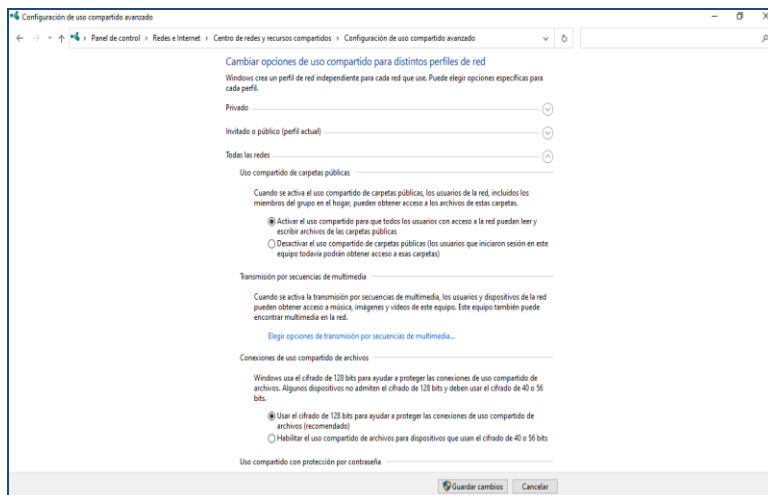 Configuración de uso compartido avanzado
Panel de control › Redes e Internet › Centro de redes y recursos compartidos › Configuración de uso compartido avanzado
Cambiar opciones de uso compartido para distintos perfiles de red
Windows crea un perfil de red independiente para cada red que use. Puede elegir opciones específicas para
cada perfil.
Privado
Invitado o público (perfil actual)
Todas las redes
Uso compartido de carpetas públicas
Cuando se activa el uso compartido de carpetas públicas, los usuarios de la red, incluidos los
miembros del grupo en el hogar, pueden obtener acceso a los archivos de estas carpetas.
Activar el uso compartido para que todos los usuarios con acceso a la red puedan leer y
escribir archivos de las carpetas públicas
Desactivar el uso compartido de carpetas públicas (los usuarios que iniciaron sesión en este
equipo todavía podrán obtener acceso a esas carpetas)
Transmisión por secuencias de multimedia
Cuando se activa la transmisión por secuencias de multimedia, los usuarios y dispositivos de la red
pueden obtener acceso a música, imágenes y vídeos de este equipo. Este equipo también puede
encontrar multimedia en la red.
Elegir opciones de transmisión por secuencias de multimedia...
Conexiones de uso compartido de archivos
Windows usa el cifrado de 128 bits para ayudar a proteger las conexiones de uso compartido de
archivos. Algunos dispositivos no admiten el cifrado de 128 bits y deben usar el cifrado de 40 o 56
bits.
Usar el cifrado de 128 bits para ayudar a proteger las conexiones de uso compartido de
archivos (recomendado)
Habilitar el uso compartido de archivos para dispositivos que usan el cifrado de 40 o 56 bits
Uso compartido con protección por contraseña
Guardar cambios
Cancelar